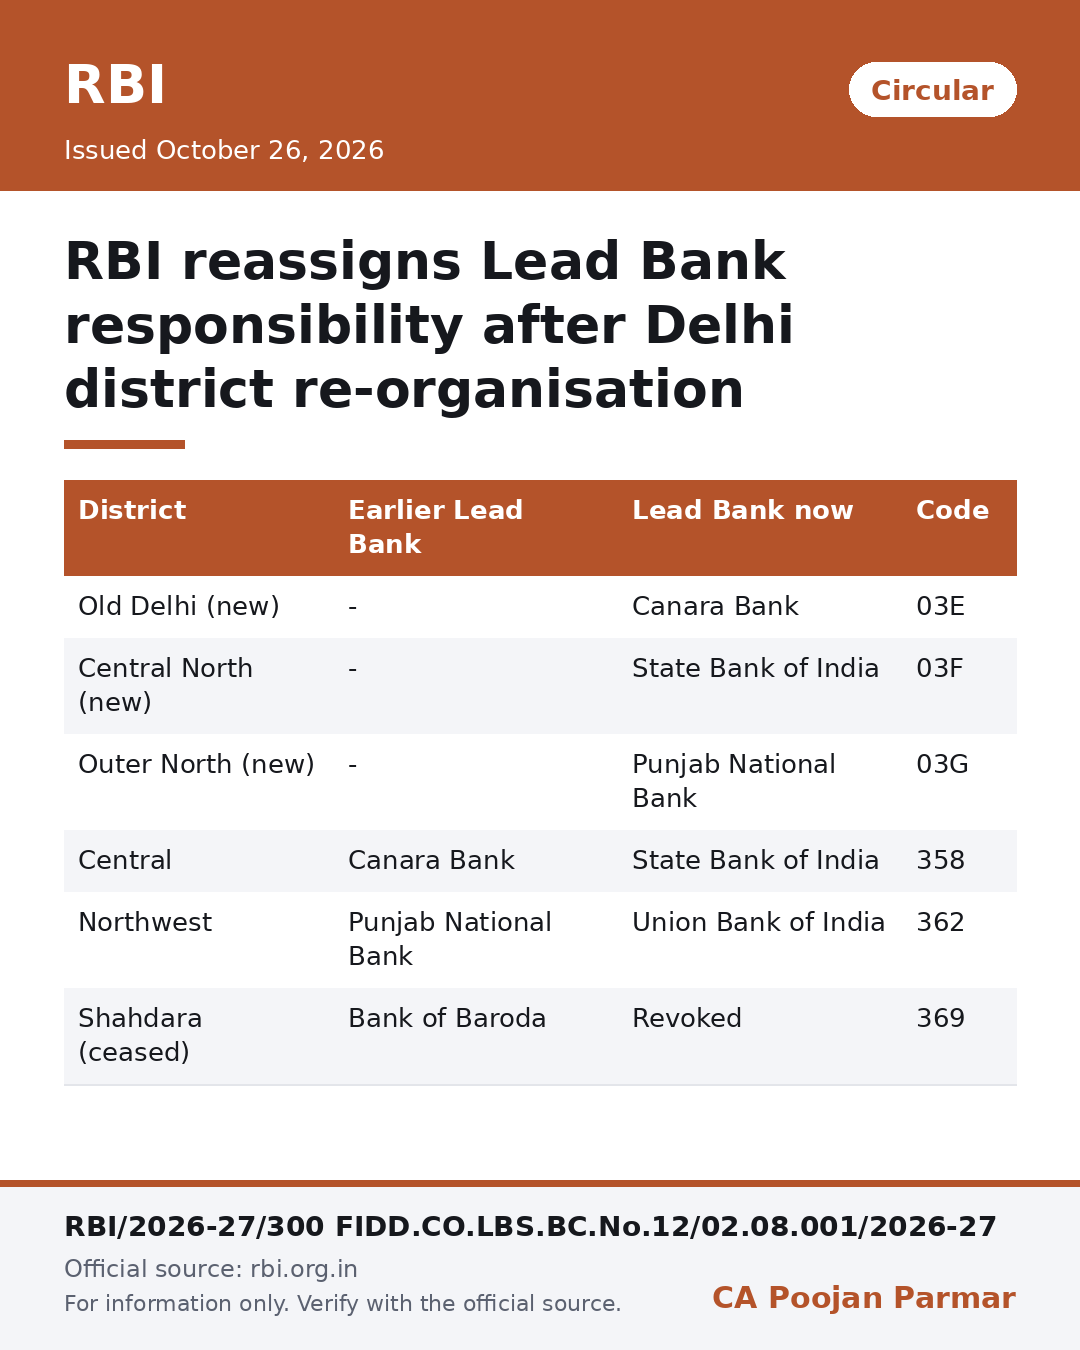 RBI
Circular
Issued October 26, 2026
RBI reassigns Lead Bank
responsibility after Delhi
district re-organisation
District Earlier Lead Bank Lead Bank now Code
Old Delhi (new) - Canara Bank 03E
Central North (new) - State Bank of India 03F
Outer North (new) - Punjab National Bank 03G
Central Canara Bank State Bank of India 358
Northwest Punjab National Bank Union Bank of India 362
Shahdara (ceased) Bank of Baroda Revoked 369
RBI/2026-27/300 FIDD.CO.LBS.BC.No.12/02.08.001/2026-27
Official source: rbi.org.in
For information only. Verify with the official source.
CA Poojan Parmar